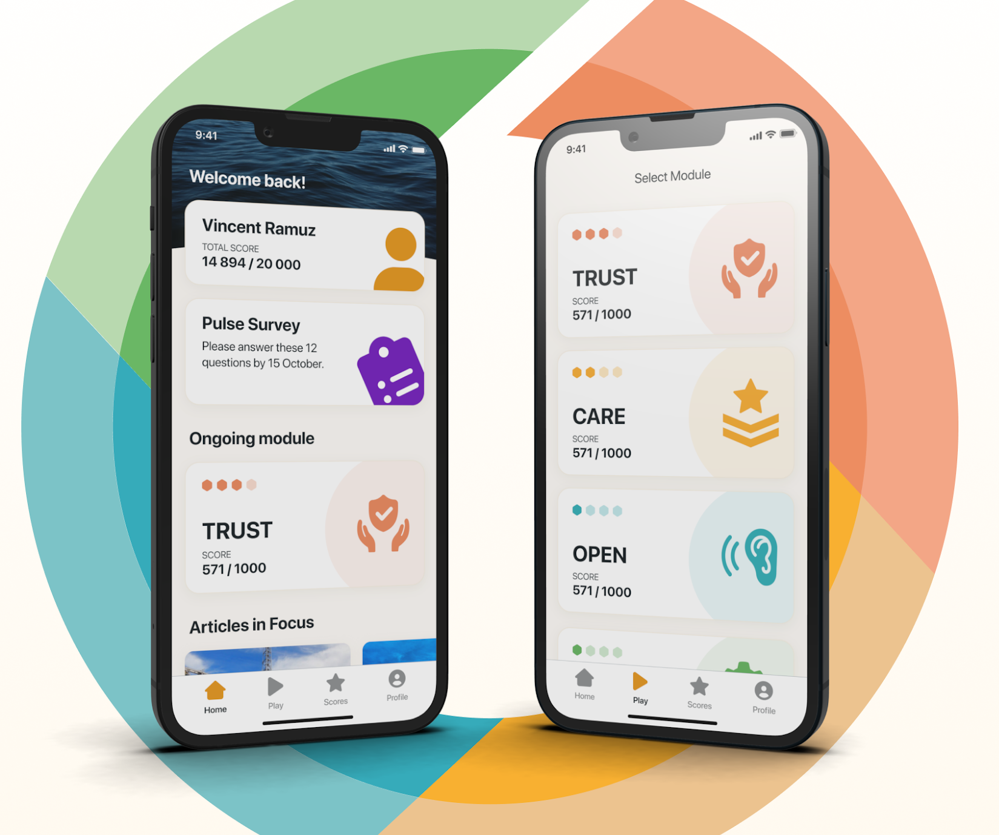 9:41
Welcome back!
Vincent Ramuz
TOTAL SCORE
14 894 / 20 000
Pulse Survey
Please answer these 12
questions by 15 October.
Ongoing module
TRUST
SCORE
571 / 1000
Articles in Focus
Home
Play
Scores
Profile
9:41
Select Module
TRUST
SCORE
571 / 1000
CARE
SCORE
571 / 1000
OPEN
SCORE
571 / 1000
Home
Play
Scores
Profile